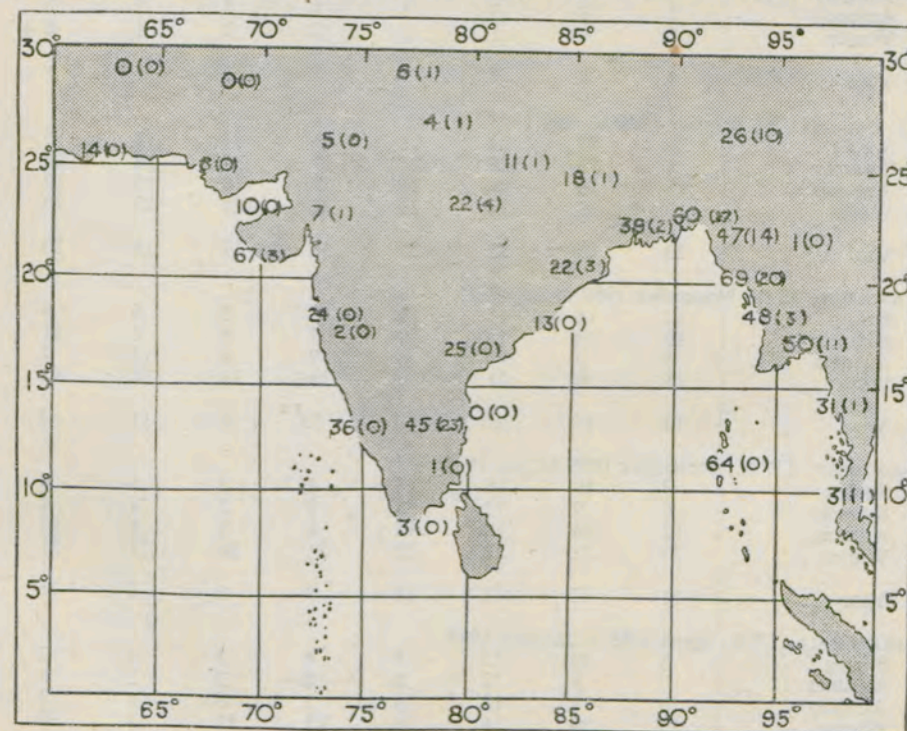 65° 70° 75° 80° 85° 90° 95°
30° 30
0(0) 0(0) 6(1)
4(1) 26(10)
5(0)
14(0) 6(0) 11(1)
25° 18(1) 25°
10(0) 7(1) 22(4)
39(2) 60(17) 47(14) 1(0)
67(3) 22(3)
20° 69(20) 20°
24(0) 13(0) 48(3)
2(0) 25(0) 50(11)
15° 15°
36(0) 45(23) 0(0) 31(1)
1(0) 64(0)
10° 31(1) 10°
3(0)
5° 5°
65° 70° 75° 80° 85° 90° 95°